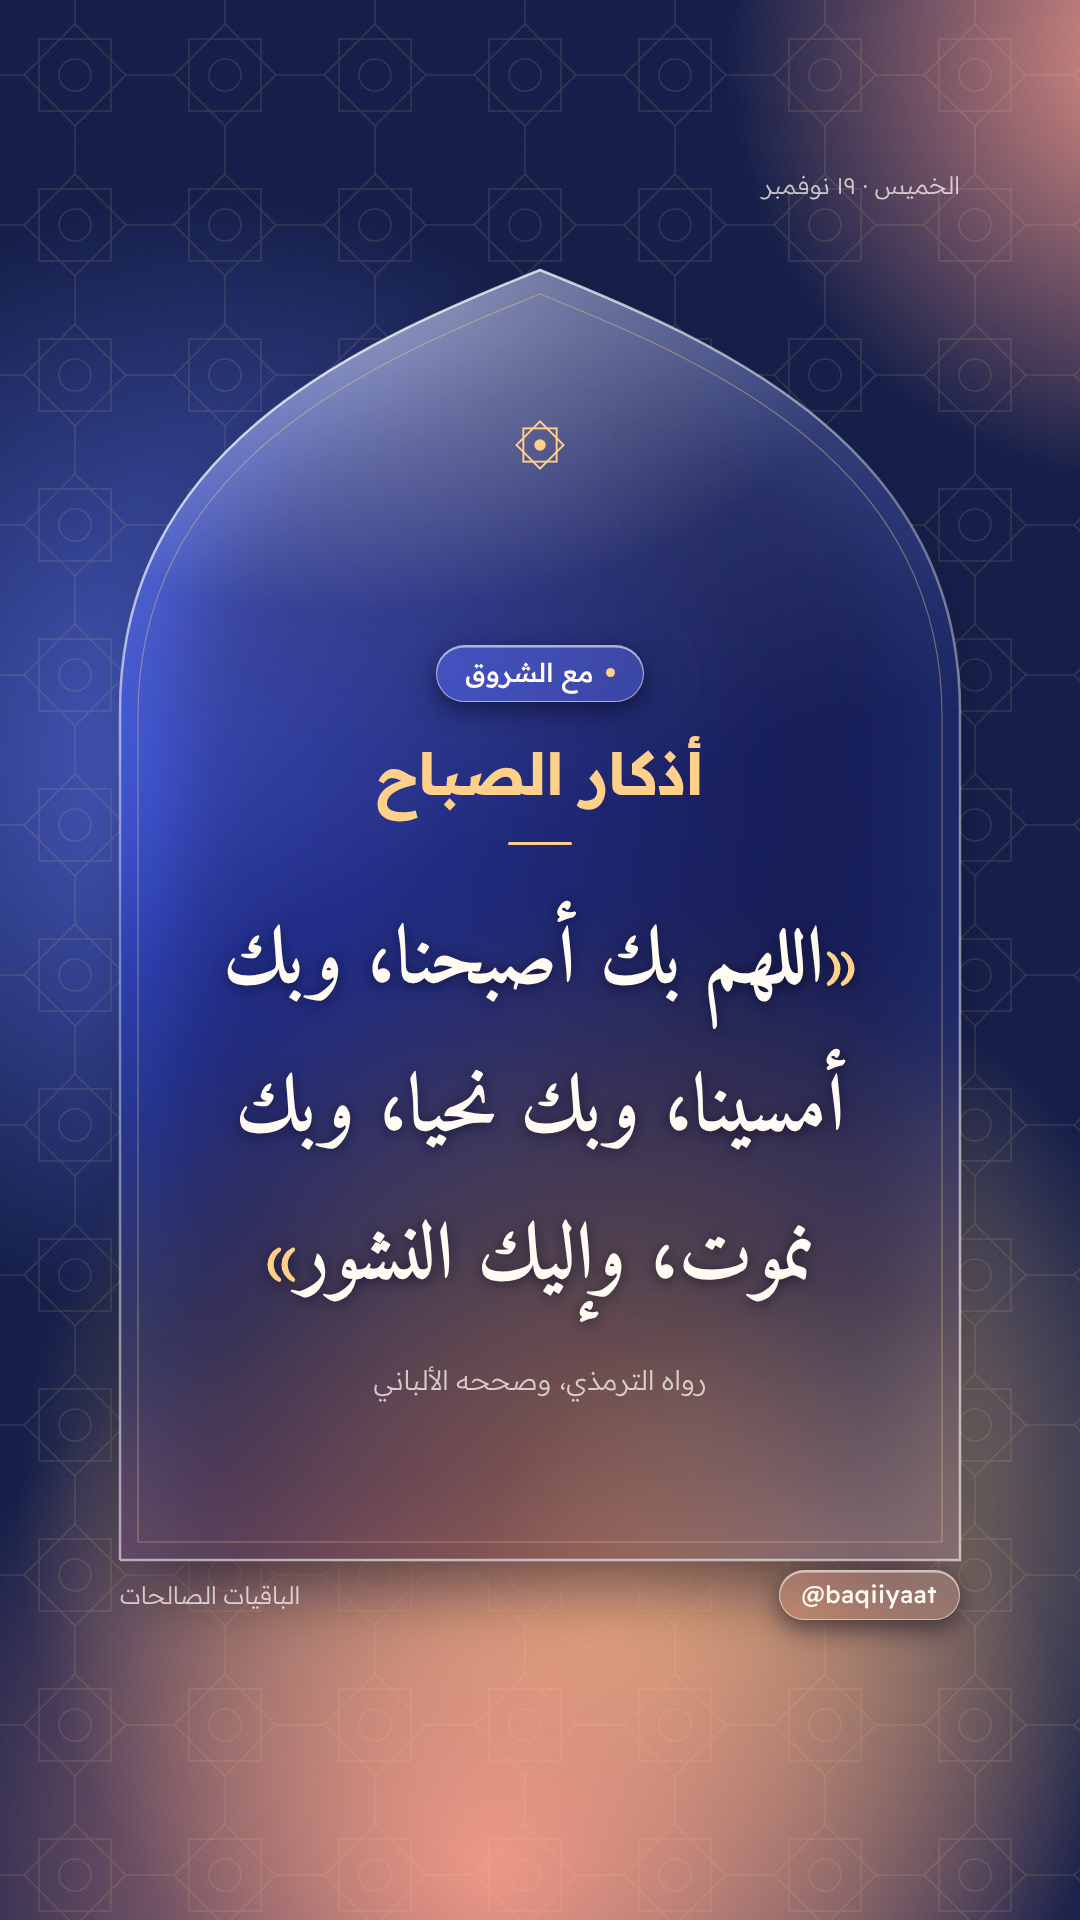 الخميس · ١٩ نوفمبر
مع الشروق
أذكار الصباح
«اللهم بك أصبحنا، وبك
أمسينا، وبك نحيا، وبك
نموت، وإليك النشور»
رواه الترمذي، وصححه الألباني
@baqiiyaat
الباقيات الصالحات